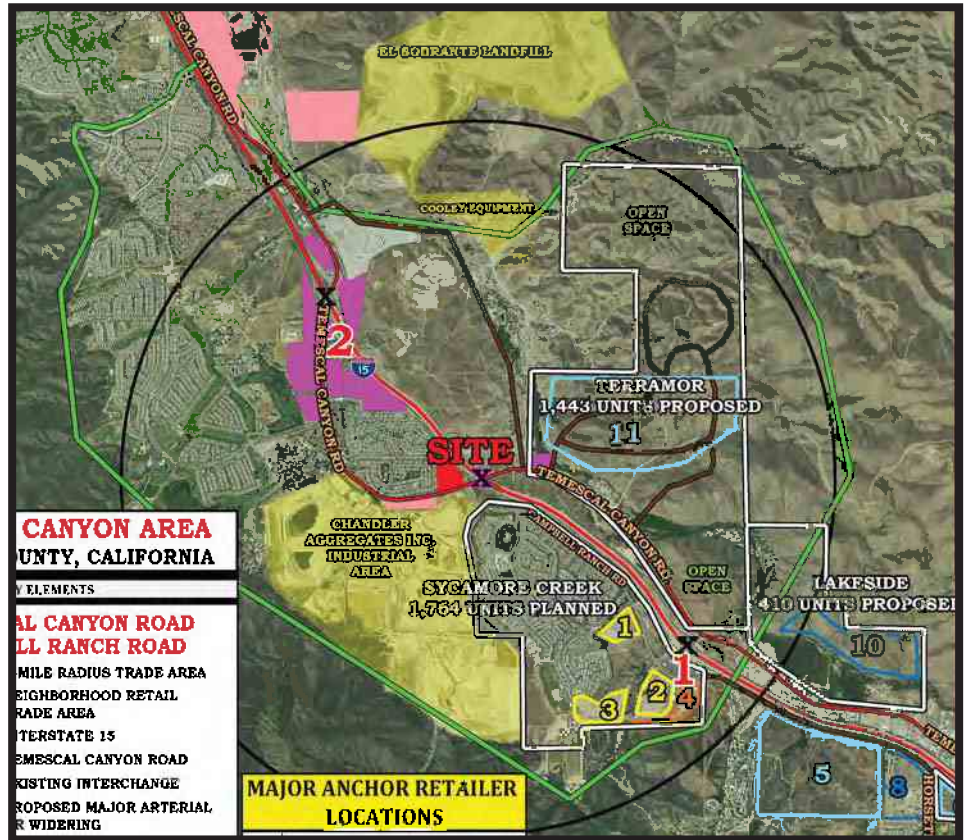 TEMESCAL CANYON RD
EL SOBRANTE LANDFILL
COOLEY EQUIPMENT
OPEN
SPACE
X
2
TEMESCAL CANYON RD
15
TERRAMOR
1,443 UNITS PROPOSED
11
SITE
X
TEMESCAL CANYON RD
CAMPBELL RANCH RD
CHANDLER
AGGREGATES INC.
INDUSTRIAL
AREA
SYCAMORE CREEK
1,764 UNITS PLANNED
OPEN
SPACE
LAKESIDE
410 UNITS PROPOSED
10
1
X
1
2
4
3
5
8
TEME
HORSET
CANYON AREA
OUNTY, CALIFORNIA
Y ELEMENTS
AL CANYON ROAD
LL RANCH ROAD
-MILE RADIUS TRADE AREA
EIGHBORHOOD RETAIL
RADE AREA
NTERSTATE 15
EMESCAL CANYON ROAD
XISTING INTERCHANGE
ROPOSED MAJOR ARTERIAL
R WIDENING
MAJOR ANCHOR RETAILER
LOCATIONS